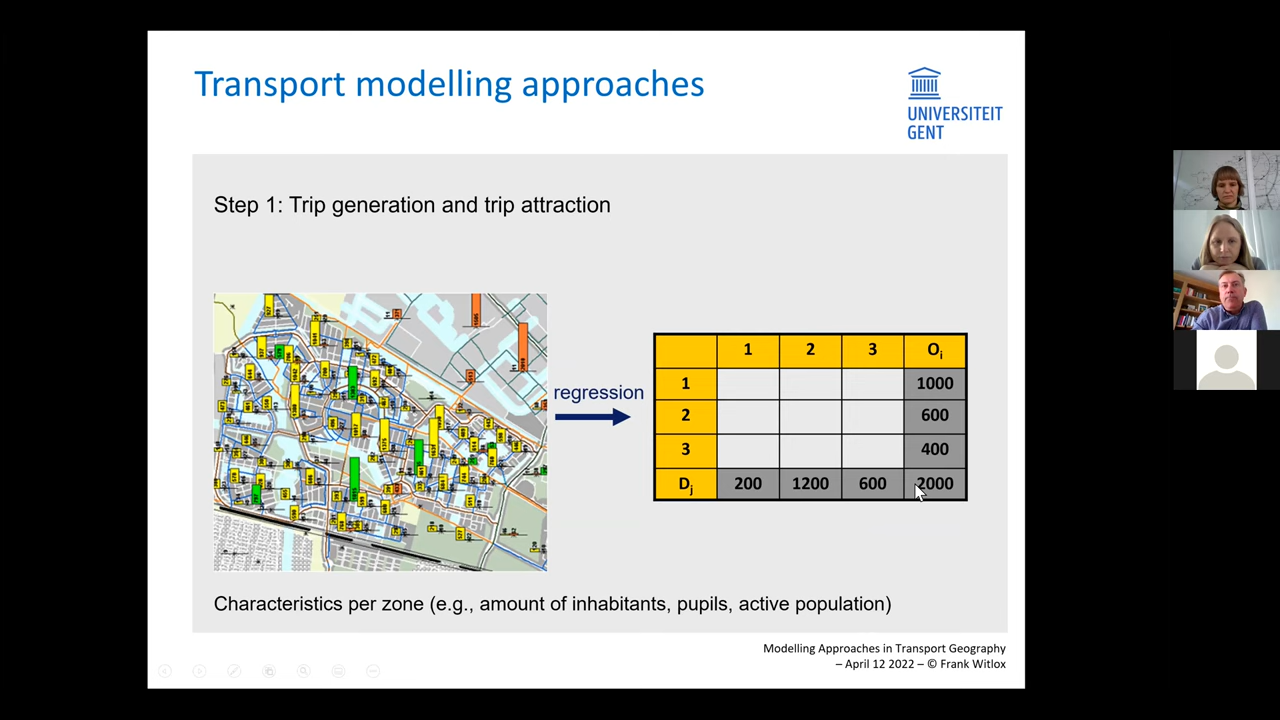 Transport modelling approaches
UNIVERSITEIT
GENT
Step 1: Trip generation and trip attraction
regression
1 2 3 Oi
1 1000
2 600
3 400
Dj 200 1200 600 2000
Characteristics per zone (e.g., amount of inhabitants, pupils, active population)
Modelling Approaches in Transport Geography
– April 12 2022 – © Frank Witlox